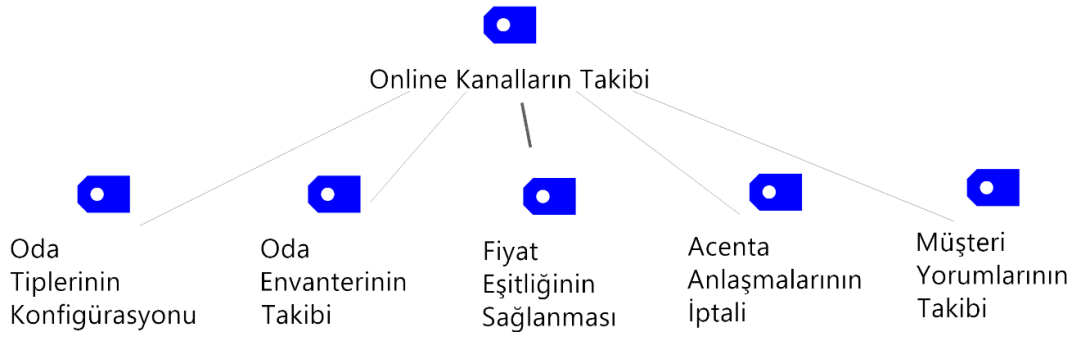 Online Kanalların Takibi
Oda
Tiplerinin
Konfigürasyonu
Oda
Envanterinin
Takibi
Fiyat
Eşitliğinin
Sağlanması
Acenta
Anlaşmalarının
İptali
Müşteri
Yorumlarının
Takibi